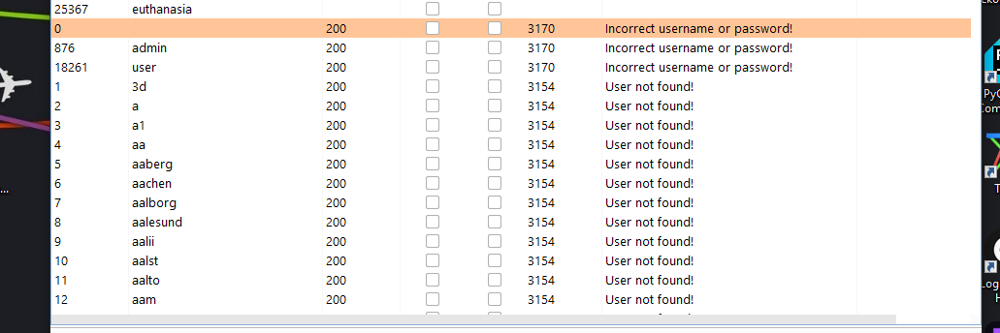 25367 euthanasia
0 200 3170 Incorrect username or password!
876 admin 200 3170 Incorrect username or password!
18261 user 200 3170 Incorrect username or password!
1 3d 200 3154 User not found!
2 a 200 3154 User not found!
3 a1 200 3154 User not found!
4 aa 200 3154 User not found!
5 aaberg 200 3154 User not found!
6 aachen 200 3154 User not found!
7 aalborg 200 3154 User not found!
8 aalesund 200 3154 User not found!
9 aalii 200 3154 User not found!
10 aalst 200 3154 User not found!
11 aalto 200 3154 User not found!
12 aam 200 3154 User not found!
...